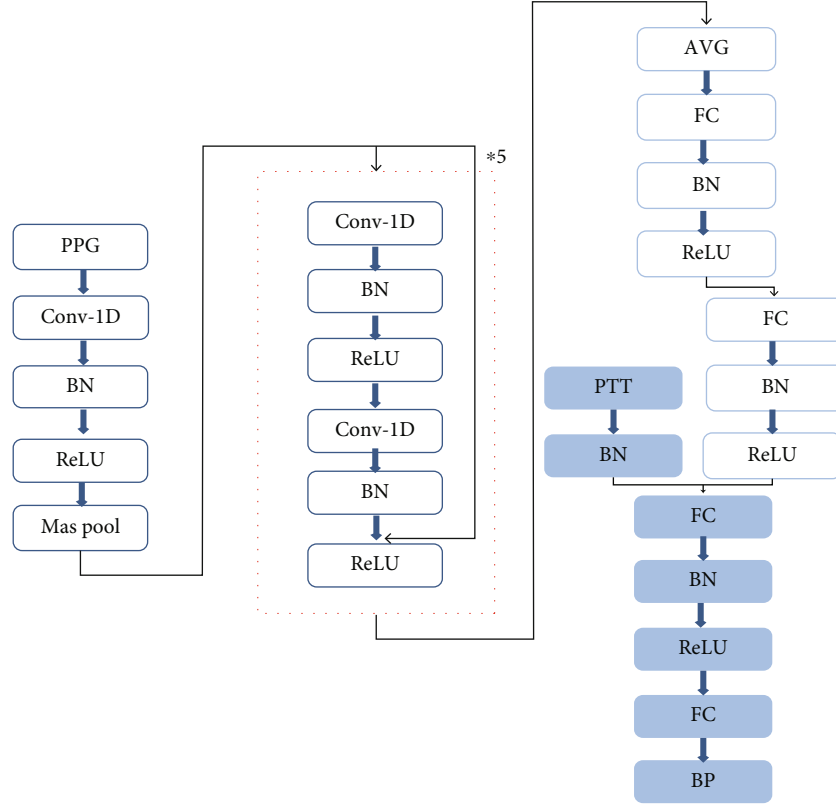 PPG
Conv-1D
BN
ReLU
Mas pool
*5
Conv-1D
BN
ReLU
Conv-1D
BN
ReLU
AVG
FC
BN
ReLU
FC
BN
ReLU
PTT
BN
FC
BN
ReLU
FC
BP